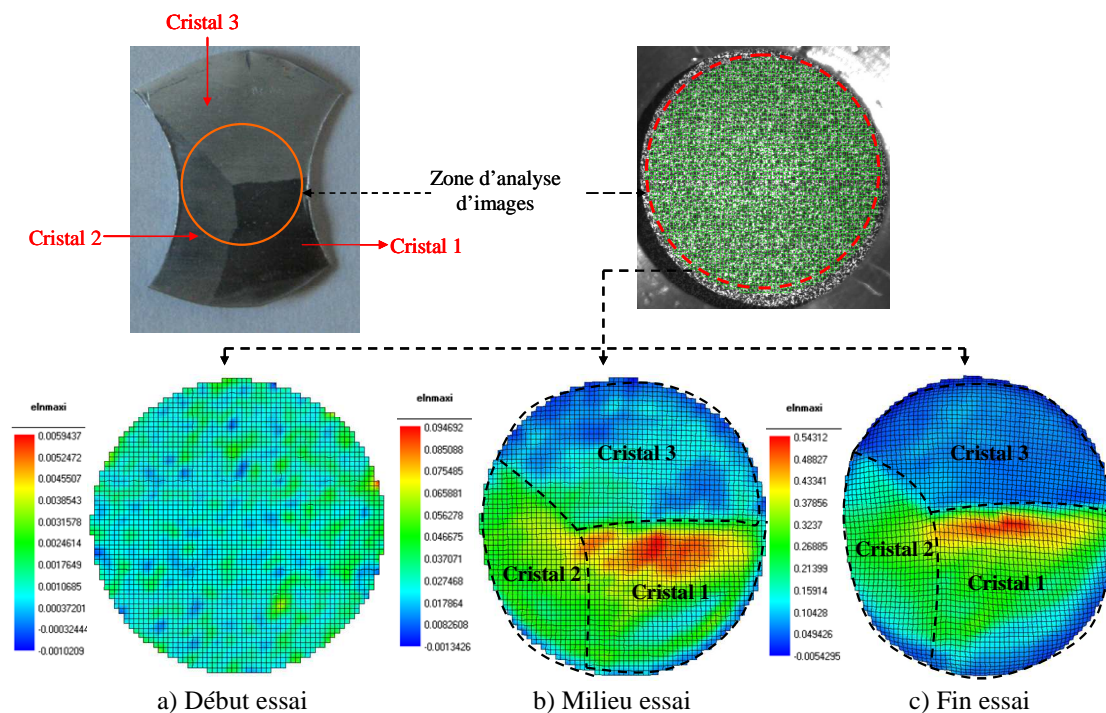 Cristal 3
Zone d'analyse
d'images
Cristal 2
Cristal 1
elnmaxi
0.0059437
0.0052472
0.0045507
0.0038543
0.0031578
0.0024614
0.0017649
0.0010685
0.00037201
-0.00032444
-0.0010209
elnmaxi
0.094692
0.085088
0.075485
0.065881
0.056278
0.046675
0.037071
0.027468
0.017864
0.0082608
-0.0013426
Cristal 3
Cristal 2
Cristal 1
elnmaxi
0.54312
0.48827
0.43341
0.37856
0.3237
0.26885
0.21399
0.15914
0.10428
0.049426
-0.0054295
Cristal 3
Cristal 2
Cristal 1
a) Début essai
b) Milieu essai
c) Fin essai